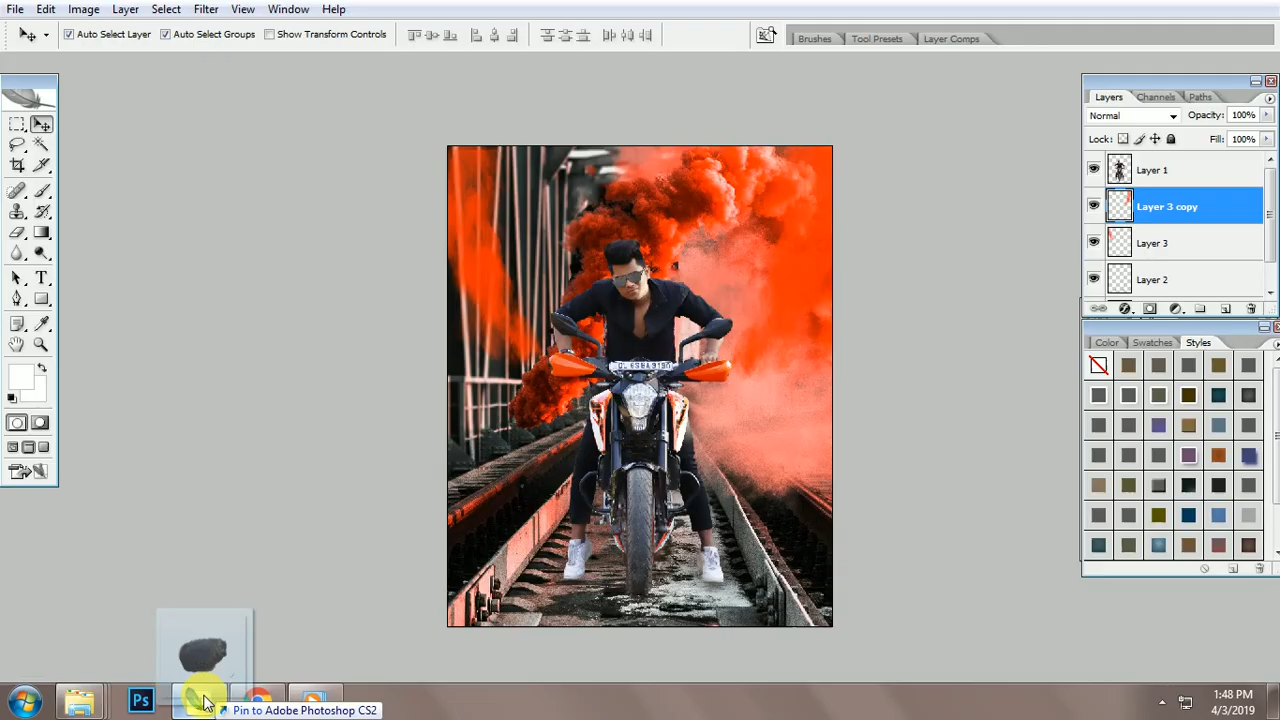 File Edit Image Layer Select Filter View Window Help
Auto Select Layer Auto Select Groups Show Transform Controls
Brushes Tool Presets Layer Comps
Layers Channels Paths
Normal Opacity: 100%
Lock: Fill: 100%
Layer 1
Layer 3 copy
Layer 3
Layer 2
Color Swatches Styles
T
Ps
Pin to Adobe Photoshop CS2
1:48 PM
4/3/2019